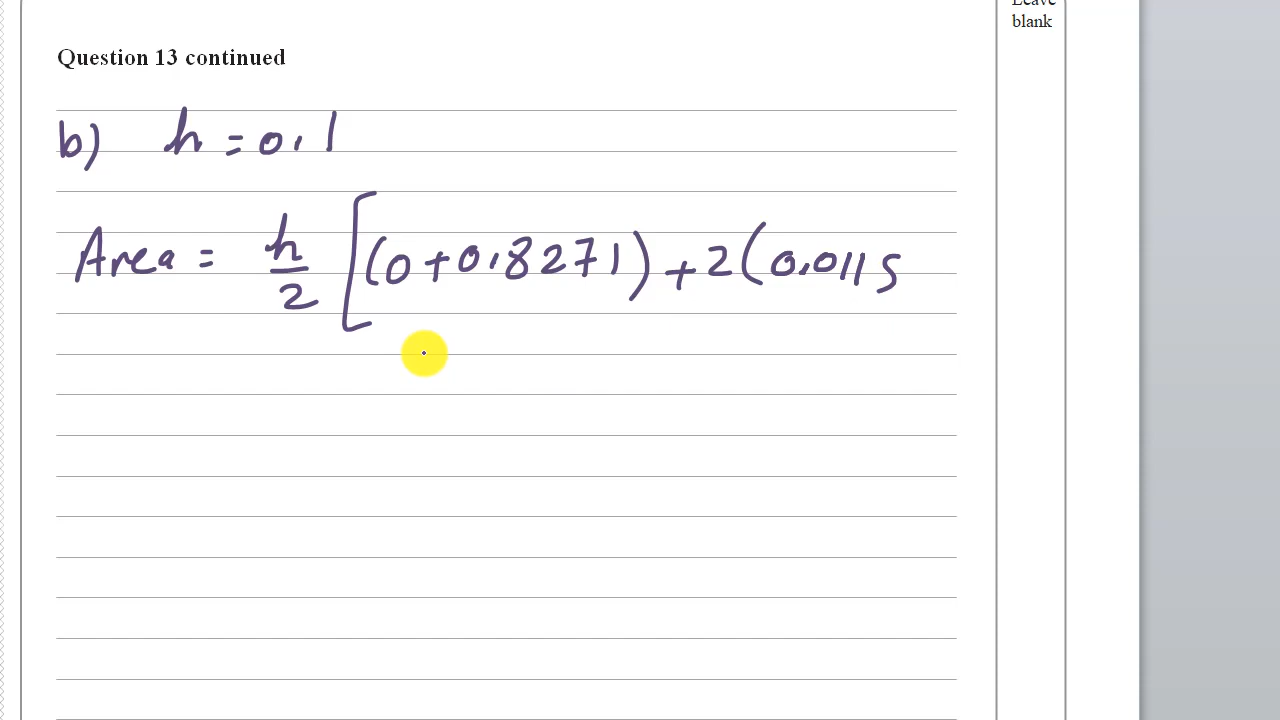 Leave
blank
Question 13 continued
b) h = 0.1
Area = h/2 [(0+0.8271)+2(0.0115